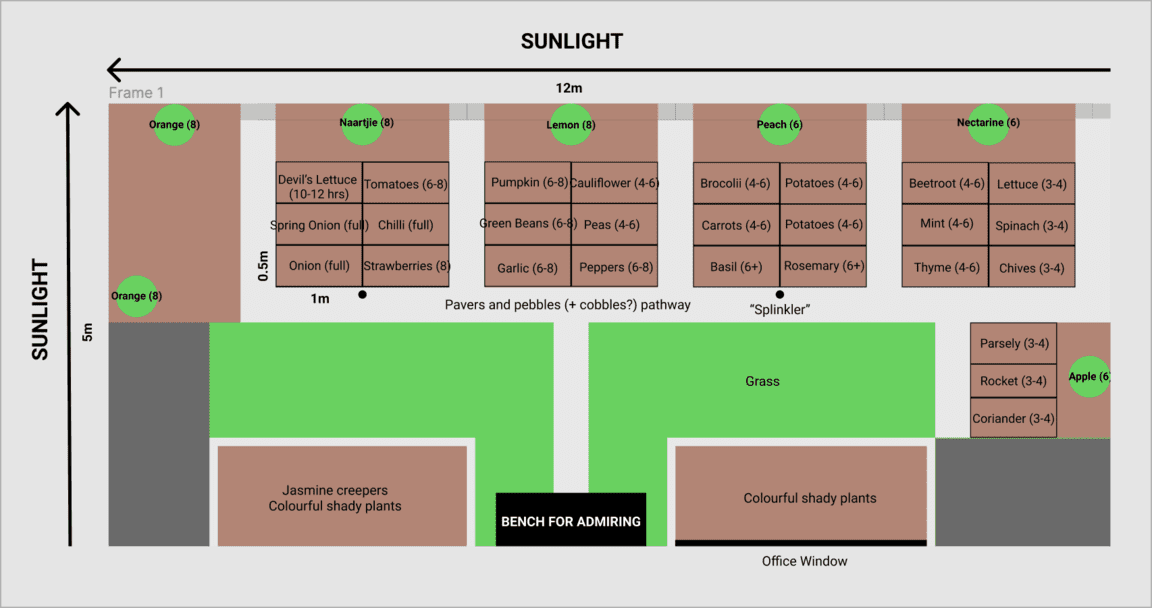 SUNLIGHT
12m
Frame 1
Orange (8)
Naartjie (8)
Lemon (8)
Peach (6)
Nectarine (6)
Devil's Lettuce
(10-12 hrs)
Tomatoes (6-8)
Pumpkin (6-8)
Cauliflower (4-6)
Brocolii (4-6)
Potatoes (4-6)
Beetroot (4-6)
Lettuce (3-4)
Spring Onion (full)
Chilli (full)
Green Beans (6-8)
Peas (4-6)
Carrots (4-6)
Potatoes (4-6)
Mint (4-6)
Spinach (3-4)
Onion (full)
Strawberries (8)
Garlic (6-8)
Peppers (6-8)
Basil (6+)
Rosemary (6+)
Thyme (4-6)
Chives (3-4)
0.5m
1m
Orange (8)
Pavers and pebbles (+ cobbles?) pathway
"Sprinkler"
SUNLIGHT
5m
Parsely (3-4)
Rocket (3-4)
Coriander (3-4)
Apple (6)
Grass
Jasmine creepers
Colourful shady plants
BENCH FOR ADMIRING
Colourful shady plants
Office Window